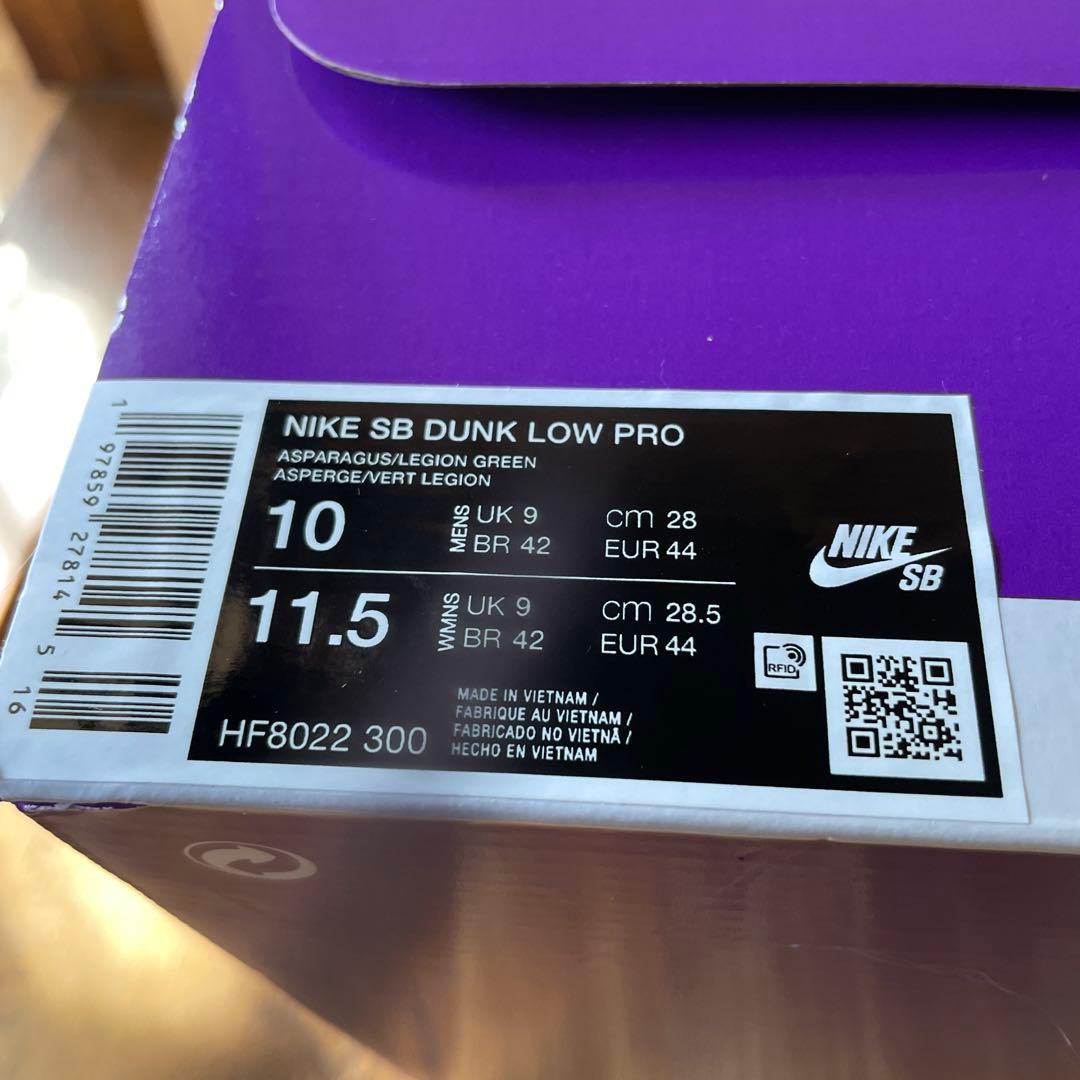 NIKE SB DUNK LOW PRO
ASPARAGUS/LEGION GREEN
ASPERGE/VERT LEGION
10 MENS UK 9 cm 28
BR 42 EUR 44
11.5 WMNS UK 9 cm 28.5
BR 42 EUR 44
HF8022 300
MADE IN VIETNAM /
FABRIQUE AU VIETNAM /
FABRICADO NO VIETNÃ /
HECHO EN VIETNAM
NIKE
SB
RFID
1 97859 27814 5 16